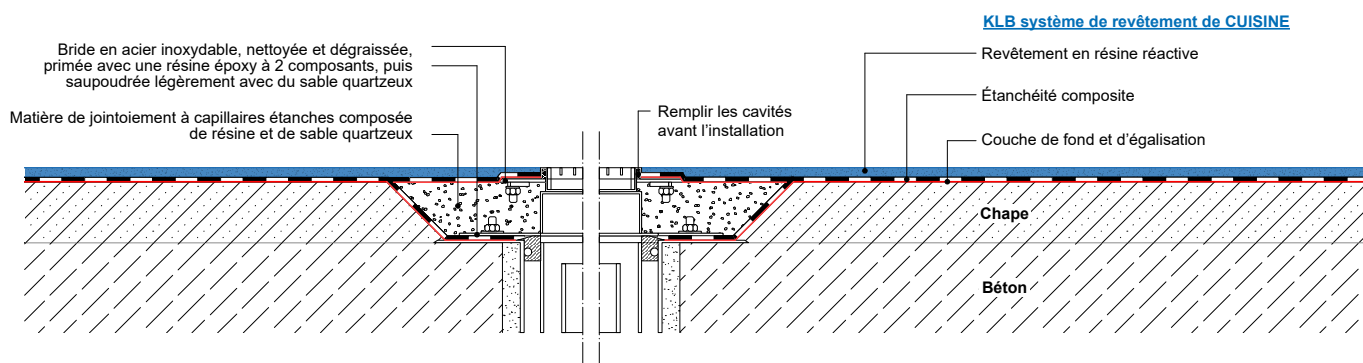 KLB système de revêtement de CUISINE
Bride en acier inoxydable, nettoyée et dégraissée,
primée avec une résine époxy à 2 composants, puis
saupoudrée légèrement avec du sable quartzeux
Matière de jointoiement à capillaires étanches composée
de résine et de sable quartzeux
Remplir les cavités
avant l'installation
Revêtement en résine réactive
Étanchéité composite
Couche de fond et d'égalisation
Chape
Béton